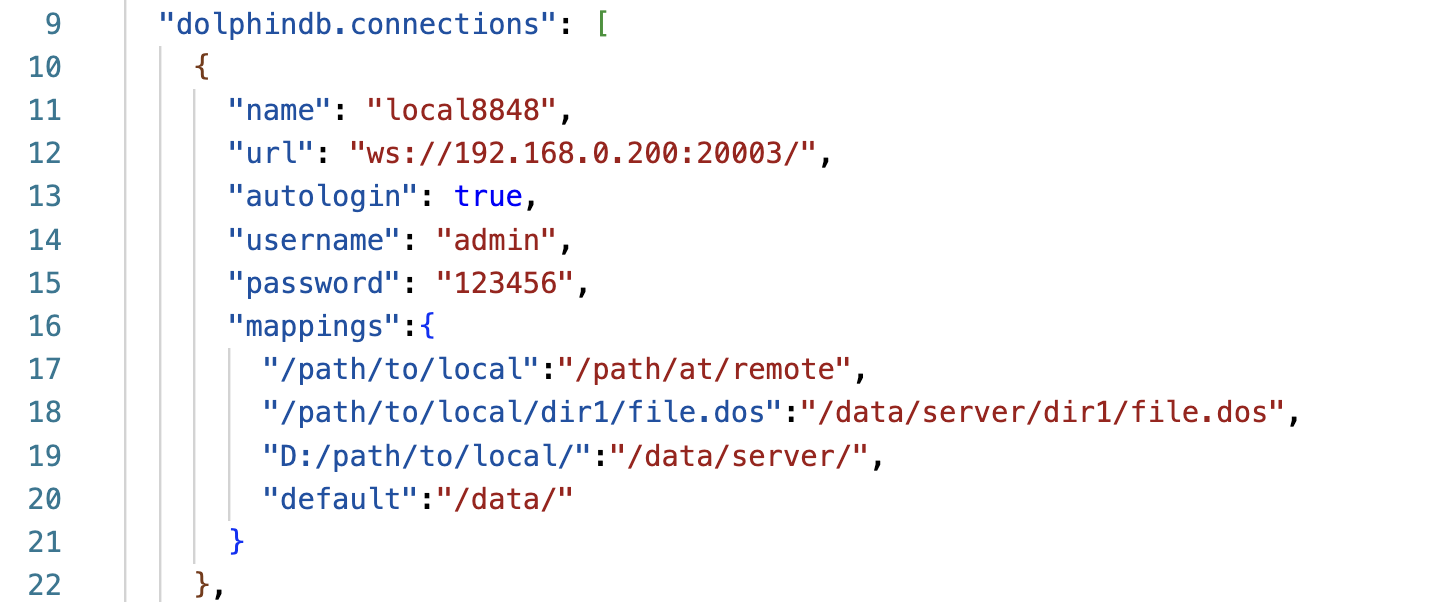 9 "dolphindb.connections": [
10 {
11 "name": "local8848",
12 "url": "ws://192.168.0.200:20003/",
13 "autologin": true,
14 "username": "admin",
15 "password": "123456",
16 "mappings":{
17 "/path/to/local":"/path/at/remote",
18 "/path/to/local/dir1/file.dos":"/data/server/dir1/file.dos",
19 "D:/path/to/local/":"/data/server/",
20 "default":"/data/"
21 }
22 },